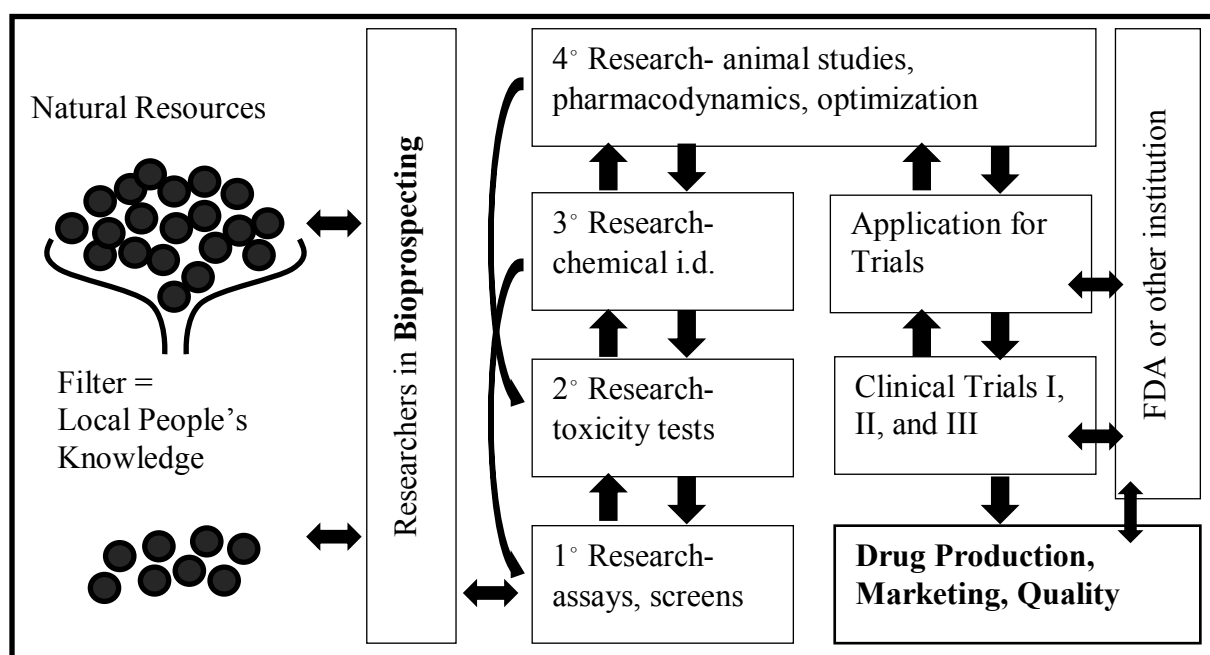 Natural Resources
Filter =
Local People’s
Knowledge
Researchers in Bioprospecting
4° Research- animal studies,
pharmacodynamics, optimization
3° Research-
chemical i.d.
2° Research-
toxicity tests
1° Research-
assays, screens
Application for
Trials
Clinical Trials I,
II, and III
Drug Production,
Marketing, Quality
FDA or other institution